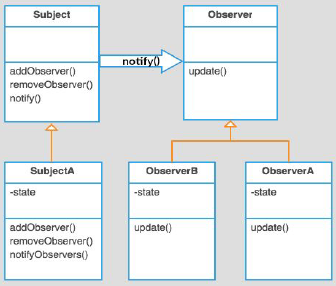 Subject
addObserver()
removeObserver()
notify()
notify()
Observer
update()
SubjectA
-state
addObserver()
removeObserver()
notifyObservers()
ObserverB
-state
update()
ObserverA
-state
update()